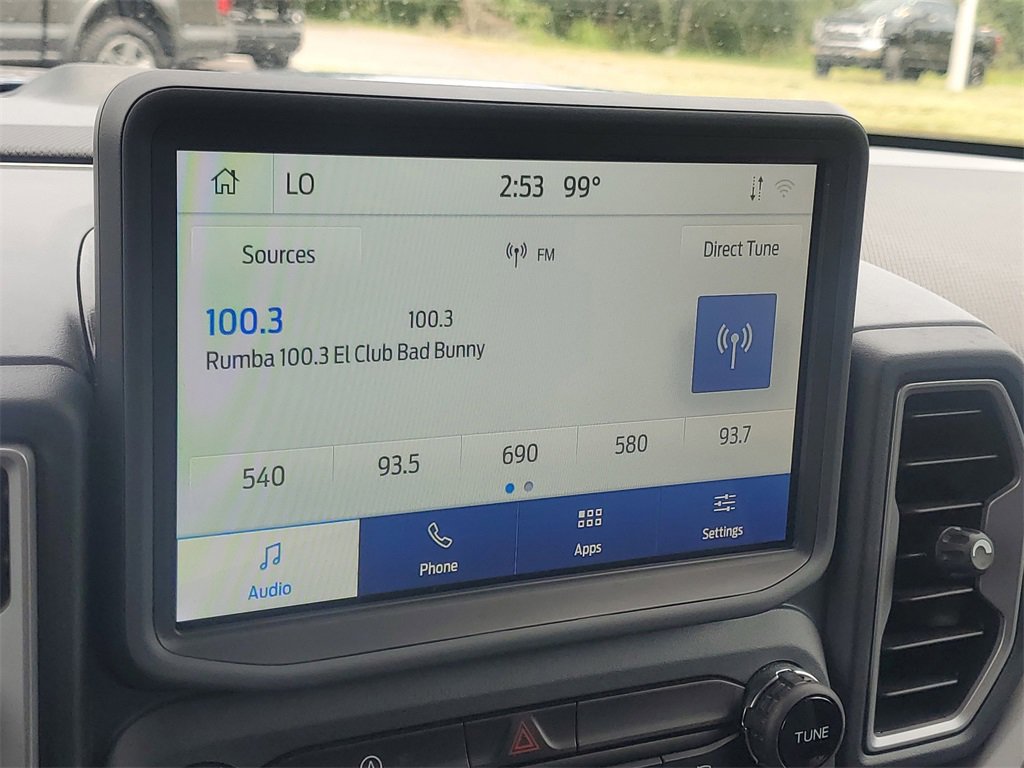 LO 2:53 99°
Sources FM Direct Tune
100.3 100.3
Rumba 100.3 El Club Bad Bunny
540 93.5 690 580 93.7
Audio Phone Apps Settings
TUNE